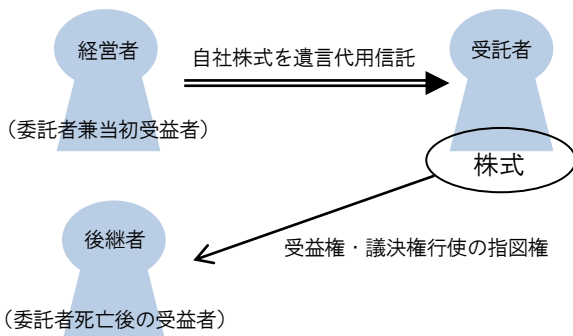 経営者
自社株式を遺言代用信託
受託者
（委託者兼当初受益者）
株式
後継者
受益権・議決権行使の指図権
（委託者死亡後の受益者）